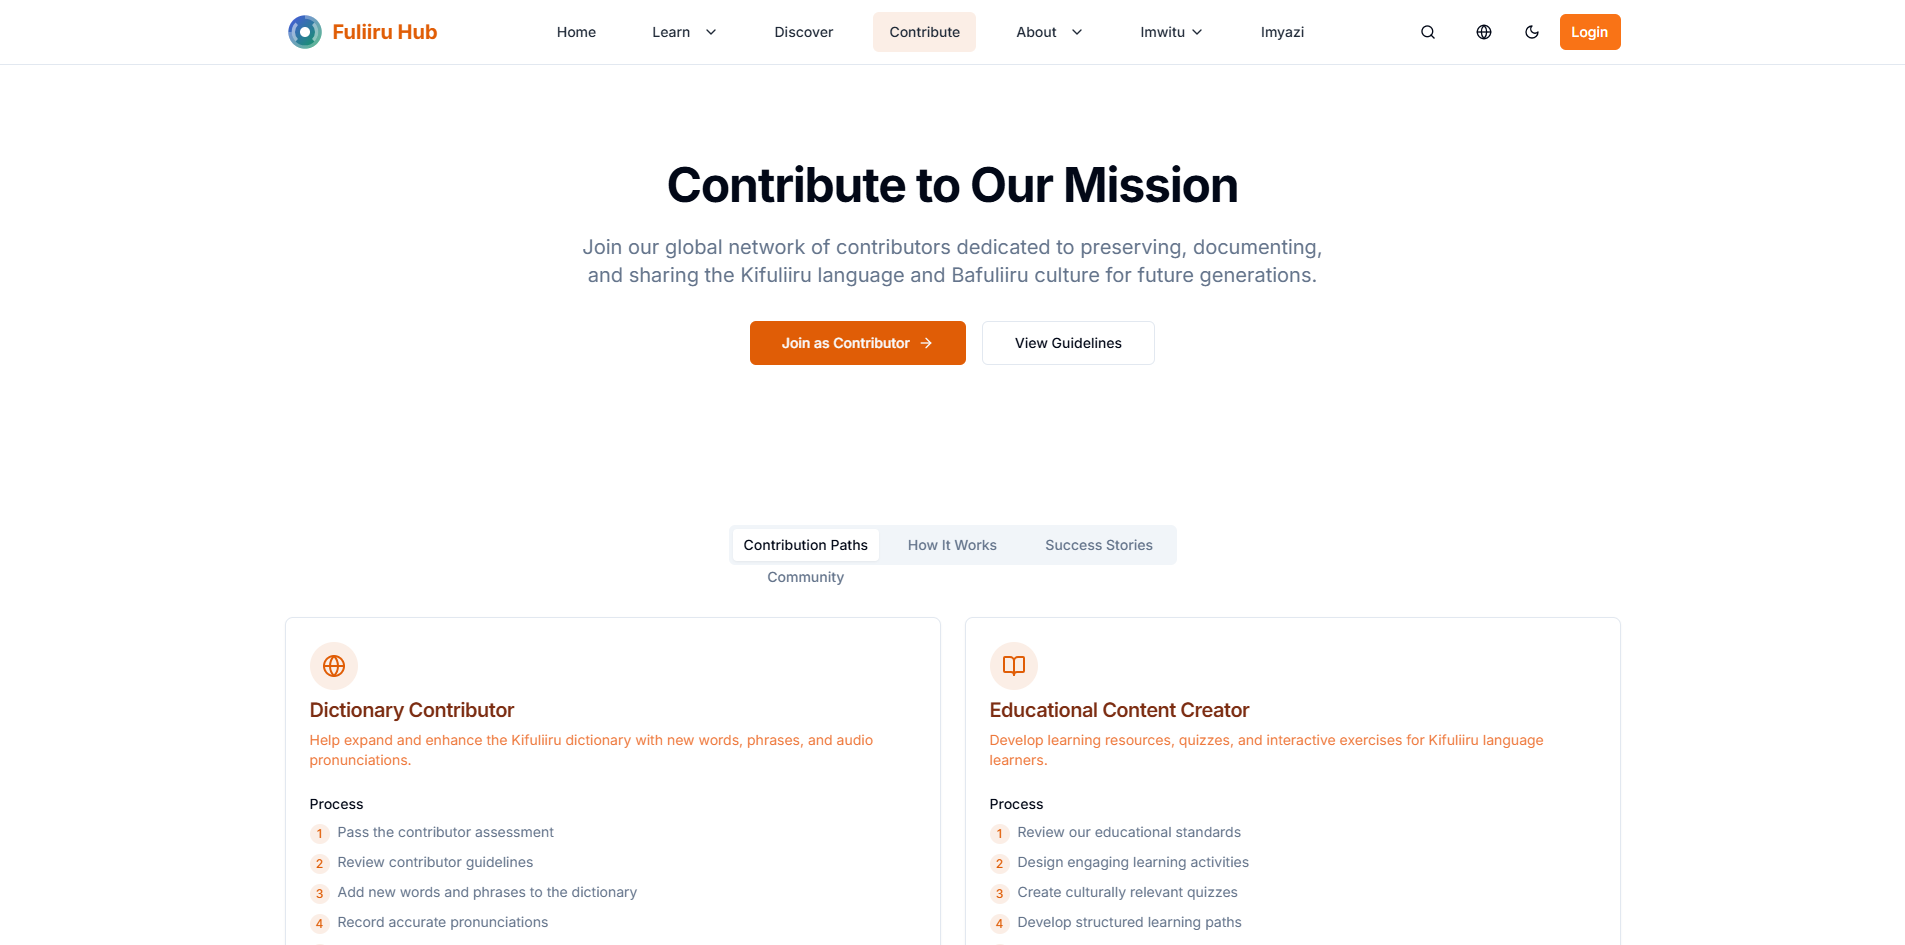 Fuliiru Hub
Home
Learn
Discover
Contribute
About
Imwitu
Imyazi
Login
Contribute to Our Mission
Join our global network of contributors dedicated to preserving, documenting,
and sharing the Kifuliiru language and Bafuliiru culture for future generations.
Join as Contributor
View Guidelines
Contribution Paths
How It Works
Success Stories
Community
Dictionary Contributor
Help expand and enhance the Kifuliiru dictionary with new words, phrases, and audio
pronunciations.
Process
1 Pass the contributor assessment
2 Review contributor guidelines
3 Add new words and phrases to the dictionary
4 Record accurate pronunciations
Educational Content Creator
Develop learning resources, quizzes, and interactive exercises for Kifuliiru language
learners.
Process
1 Review our educational standards
2 Design engaging learning activities
3 Create culturally relevant quizzes
4 Develop structured learning paths